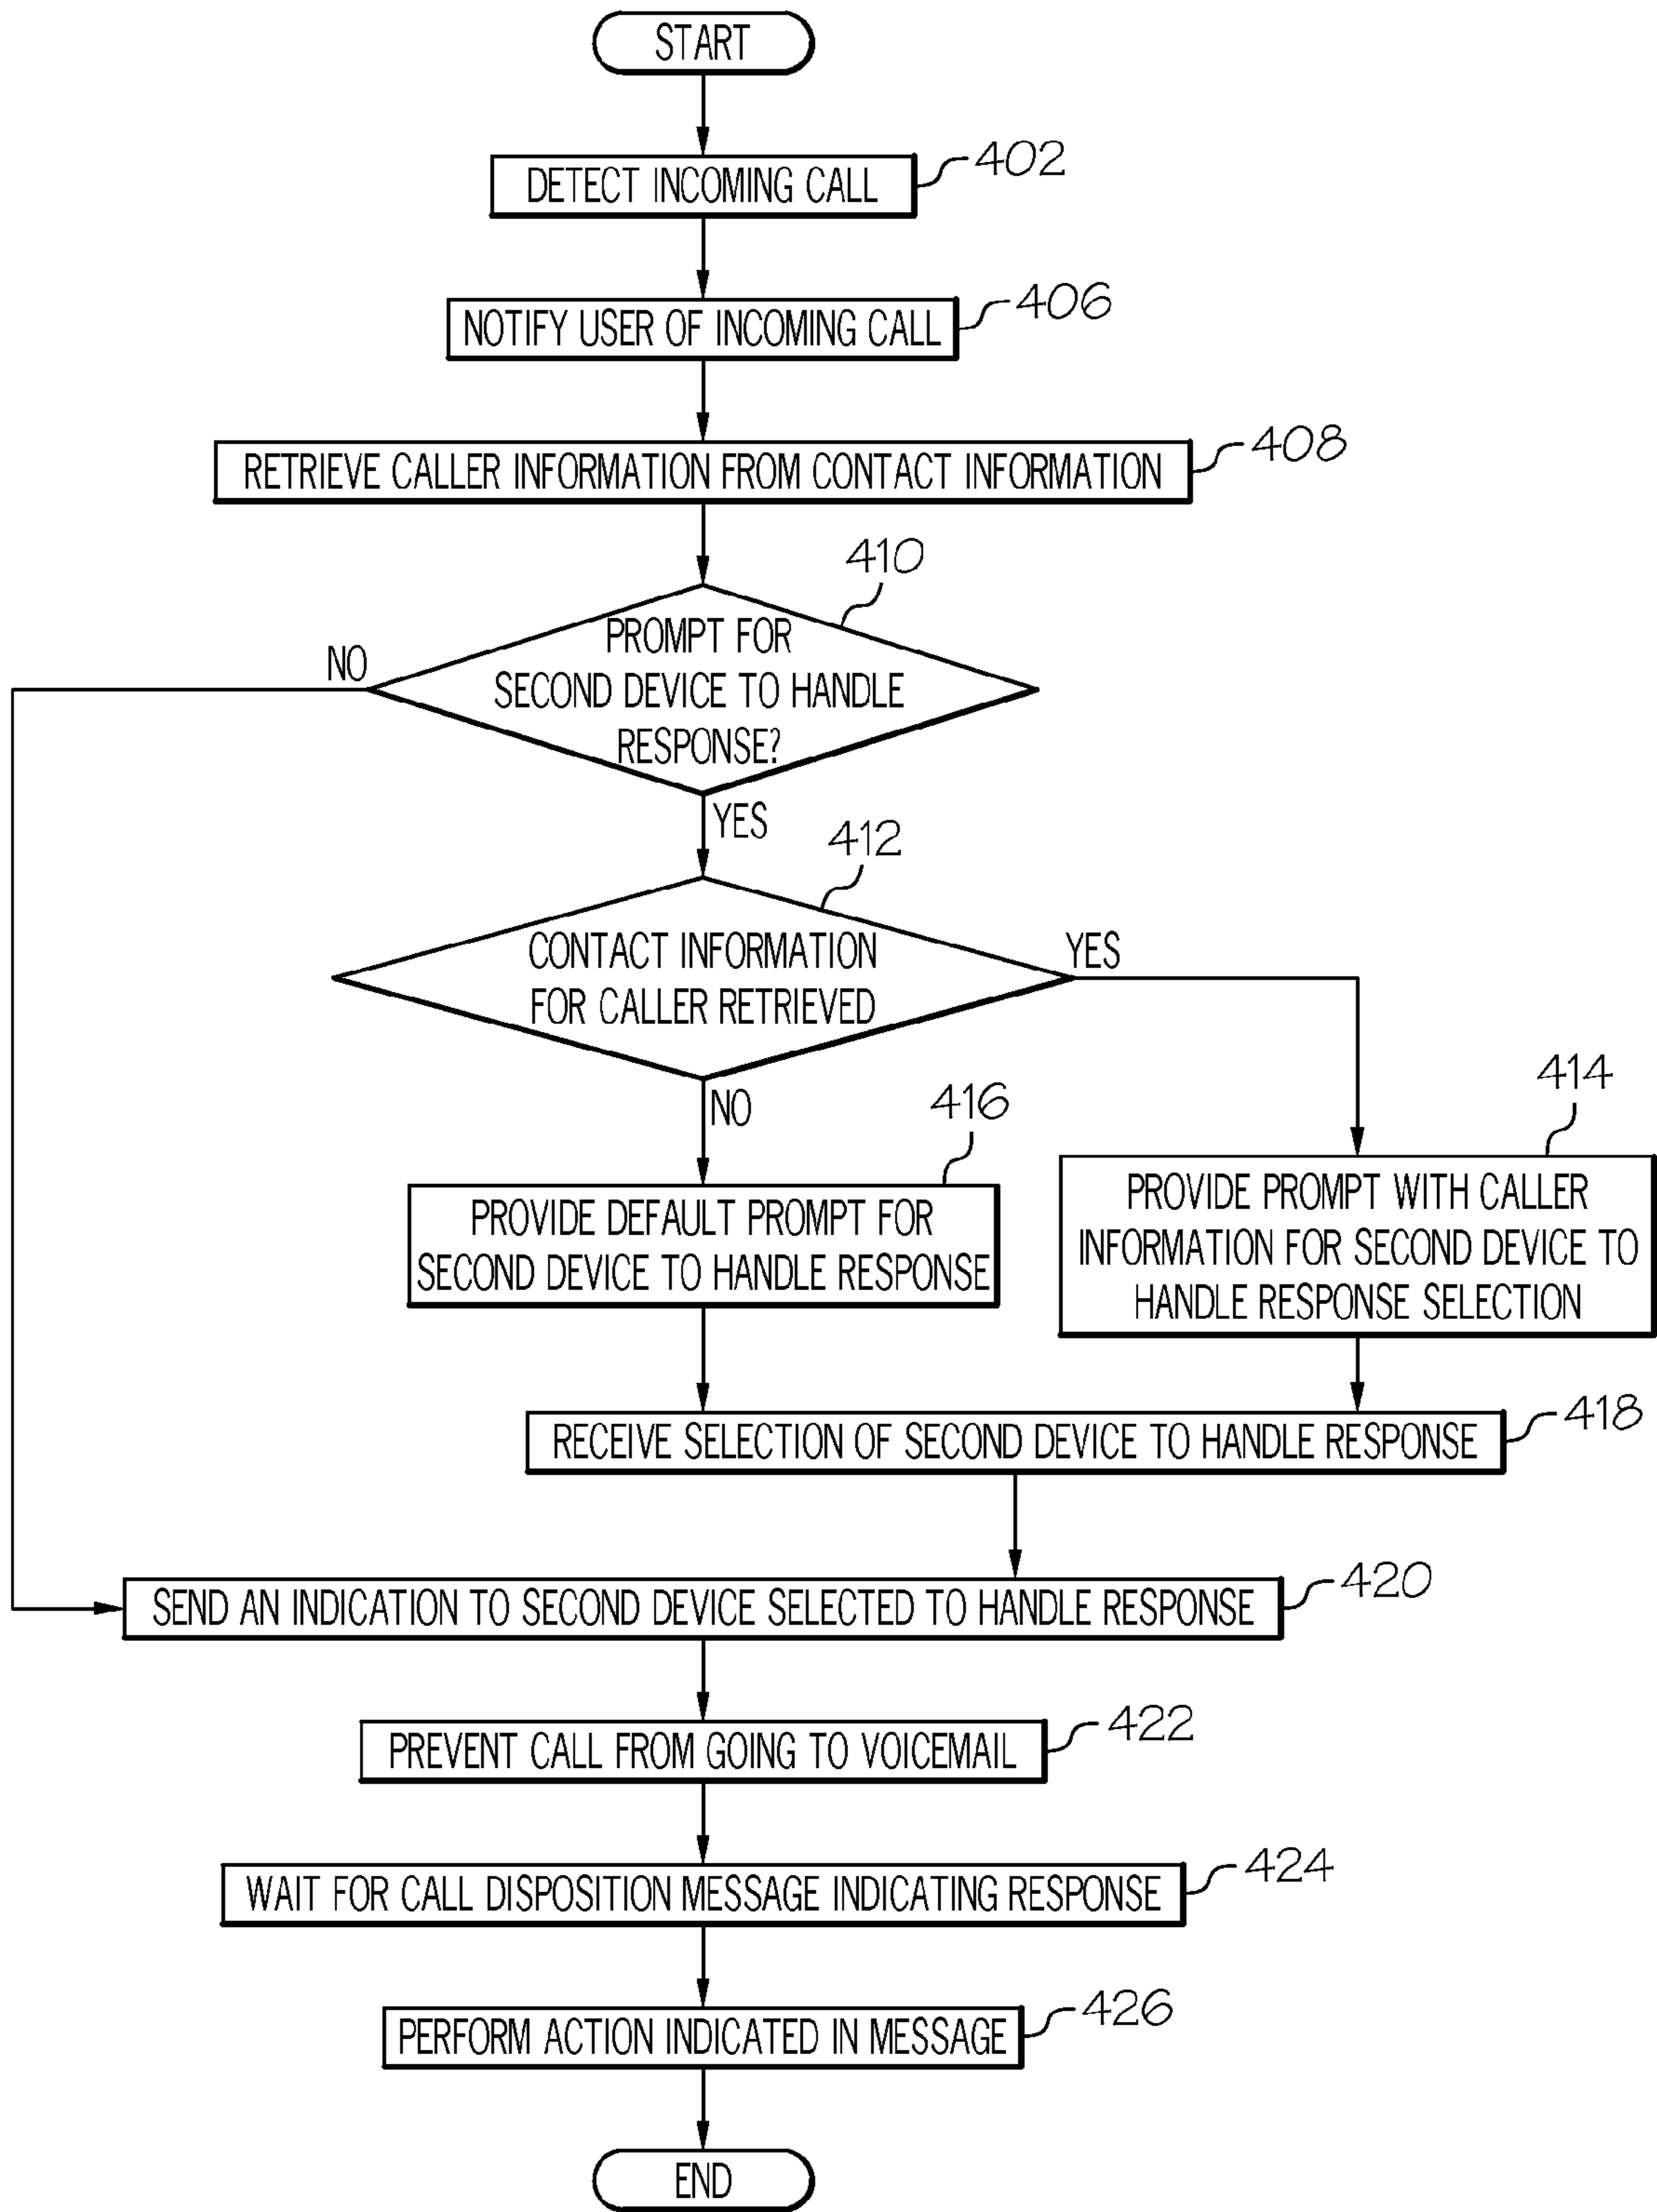 START
DETECT INCOMING CALL
402
NOTIFY USER OF INCOMING CALL
406
RETRIEVE CALLER INFORMATION FROM CONTACT INFORMATION
408
410
PROMPT FOR
SECOND DEVICE TO HANDLE
RESPONSE?
NO
YES
412
CONTACT INFORMATION
FOR CALLER RETRIEVED
YES
NO
416
PROVIDE DEFAULT PROMPT FOR
SECOND DEVICE TO HANDLE RESPONSE
414
PROVIDE PROMPT WITH CALLER
INFORMATION FOR SECOND DEVICE TO
HANDLE RESPONSE SELECTION
RECEIVE SELECTION OF SECOND DEVICE TO HANDLE RESPONSE
418
SEND AN INDICATION TO SECOND DEVICE SELECTED TO HANDLE RESPONSE
420
PREVENT CALL FROM GOING TO VOICEMAIL
422
WAIT FOR CALL DISPOSITION MESSAGE INDICATING RESPONSE
424
PERFORM ACTION INDICATED IN MESSAGE
426
END